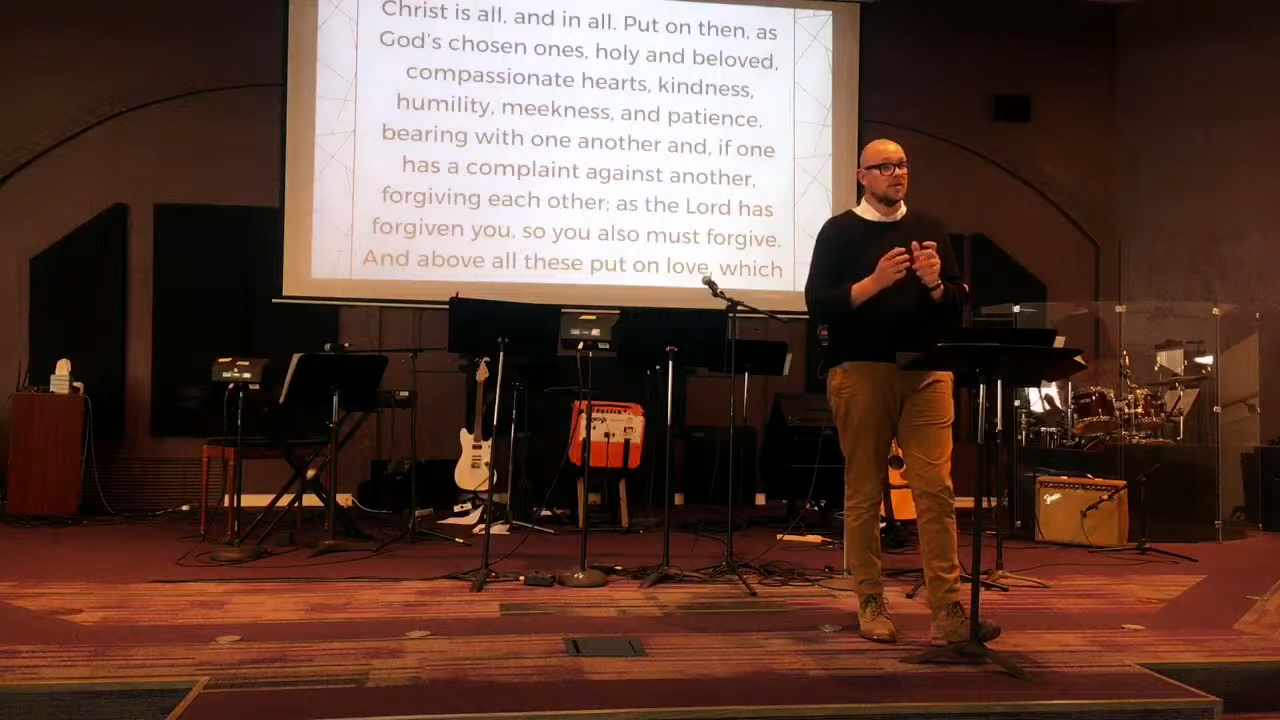 Christ is all, and in all. Put on then, as
God's chosen ones, holy and beloved,
compassionate hearts, kindness,
humility, meekness, and patience,
bearing with one another and, if one
has a complaint against another,
forgiving each other; as the Lord has
forgiven you, so you also must forgive.
And above all these put on love, which
Fender